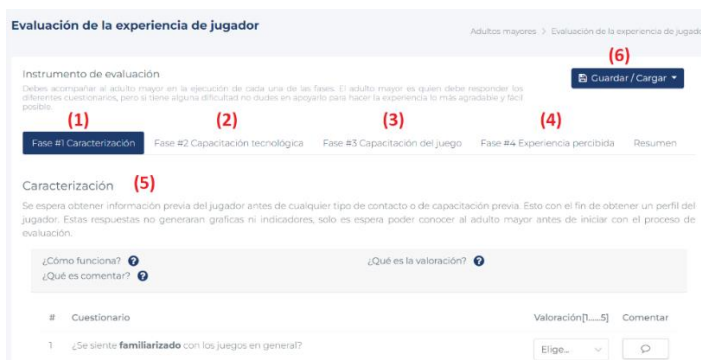 Evaluación de la experiencia de jugador
Adultos mayores > Evaluación de la experiencia de jugado
(6)
Instrumento de evaluación
Guardar / Cargar
Debes acompañar al adulto mayor en la ejecución de cada una de las fases. El adulto mayor es quien debe responder los
diferentes cuestionarios, pero si tiene alguna dificultad no dudes en apoyarlo para hacer la experiencia lo más agradable y fácil
posible.
(1) (2) (3) (4)
Fase #1 Caracterización Fase #2 Capacitación tecnológica Fase #3 Capacitación del juego Fase #4 Experiencia percibida Resumen
Caracterización (5)
Se espera obtener información previa del jugador antes de cualquier tipo de contacto o de capacitación previa. Esto con el fin de obtener un perfil del
jugador. Estas respuestas no generaran graficas ni indicadores, solo es espera poder conocer al adulto mayor antes de iniciar con el proceso de
evaluación.
¿Cómo funciona? ? ¿Qué es la valoración? ?
¿Qué es comentar? ?
# Cuestionario Valoración[1.....5] Comentar
1 ¿Se siente familiarizado con los juegos en general? Elige...